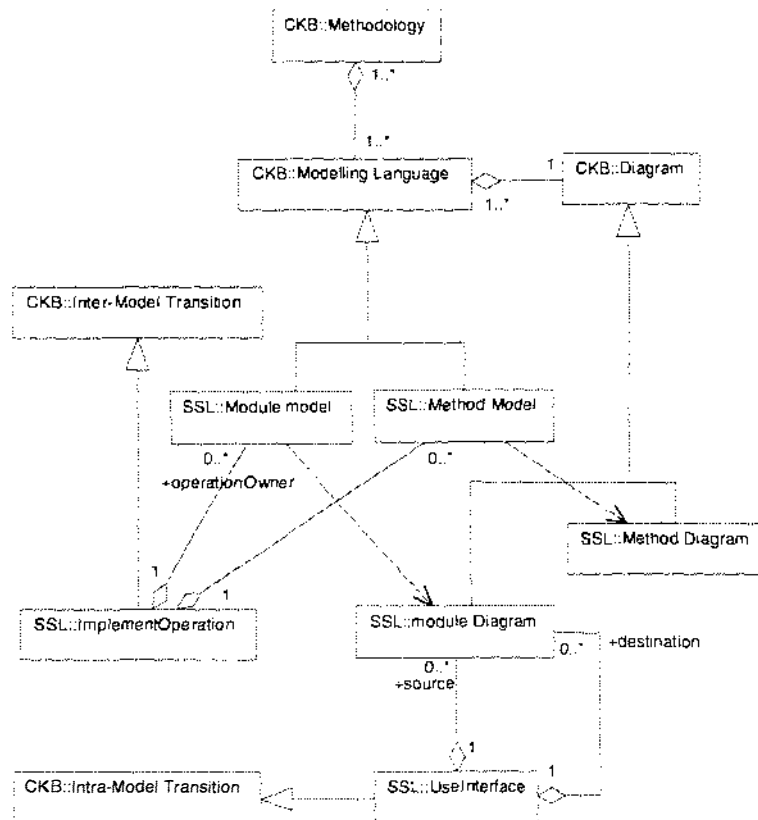 CKB::Methodology
1..*
1..*
CKB::Modelling Language
1
1..*
CKB::Diagram
CKB::Inter-Model Transition
SSL::Module model
SSL::Method Model
0..*
0..*
+operationOwner
SSL::Method Diagram
1
1
SSL::ImplementOperation
SSL::module Diagram
0..*
+destination
0..*
+source
1
1
CKB::Intra-Model Transition
SSL::UseInterface